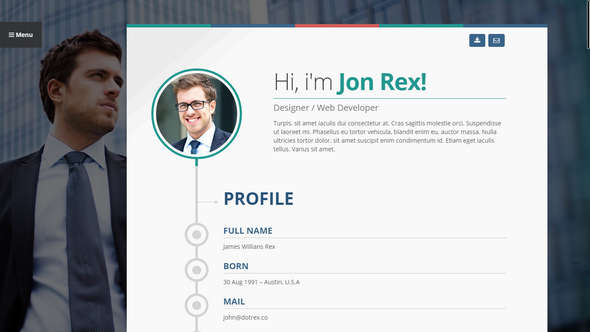 Menu
Hi, i'm Jon Rex!
Designer / Web Developer
Turpis, sit amet iaculis dui consectetur at. Cras sagittis molestie orci. Suspendisse
ut laoreet mi. Phasellus eu tortor vehicula, blandit enim eu, auctor massa. Nulla
ultricies tortor dolor, sit amet suscipit enim condimentum id. Etiam eget iaculis
tellus. Varius sit amet.
PROFILE
FULL NAME
James Willians Rex
BORN
30 Aug 1991 – Austin, U.S.A
MAIL
john@dotrex.co